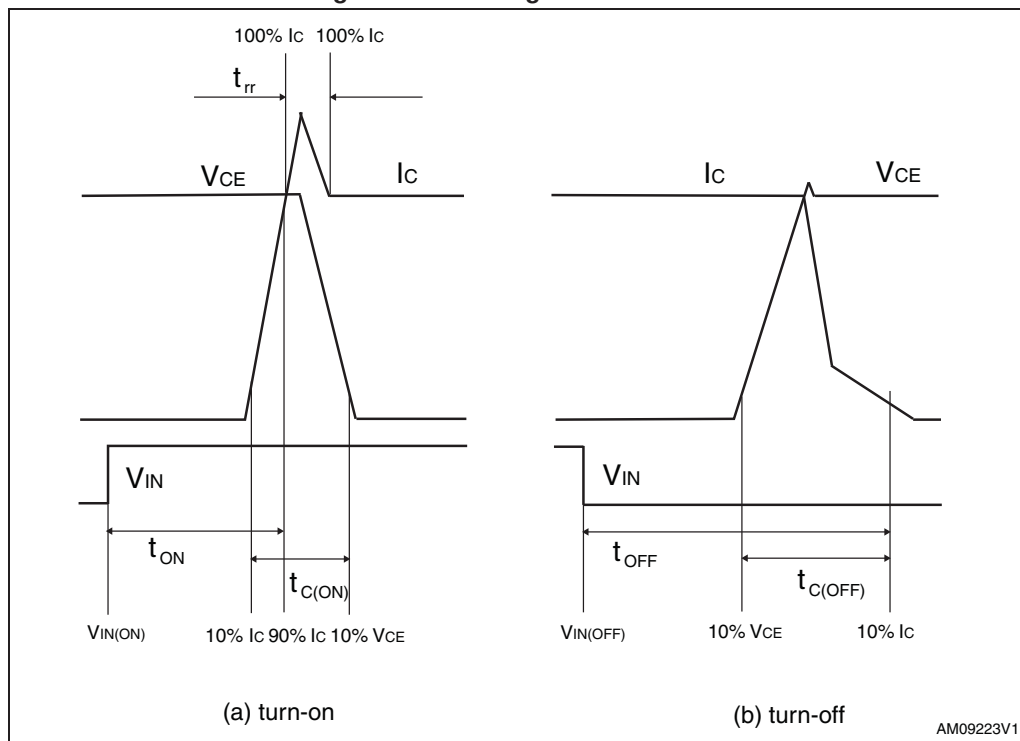 100% IC 100% IC
trr
VCE IC
IC VCE
VIN
VIN
tON
tC(ON)
tOFF
tC(OFF)
VIN(ON) 10% IC 90% IC 10% VCE
VIN(OFF) 10% VCE 10% IC
(a) turn-on
(b) turn-off
AM09223V1